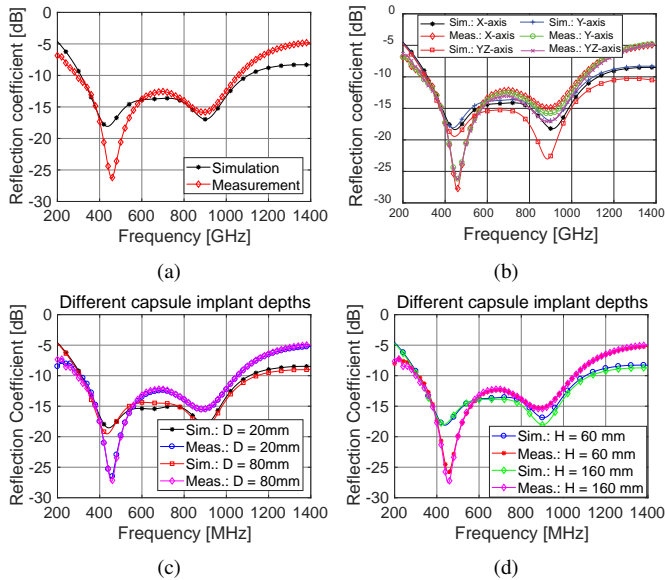 0
-5
-10
-15
-20
-25
-30
Reflection coefficient [dB]
Simulation
Measurement
200 400 600 800 1000 1200 1400
Frequency [GHz]
(a)
0
-5
-10
-15
-20
-25
-30
Reflection coefficient [dB]
Sim.: X-axis
Meas.: X-axis
Sim.: YZ-axis
Sim.: Y-axis
Meas.: Y-axis
Meas.: YZ-axis
200 400 600 800 1000 1200 1400
Frequency [GHz]
(b)
Different capsule implant depths
0
-5
-10
-15
-20
-25
-30
Reflection Coefficient [dB]
Sim.: D = 20mm
Meas.: D = 20mm
Sim.: D = 80mm
Meas.: D = 80mm
200 400 600 800 1000 1200 1400
Frequency [MHz]
(c)
Different capsule implant depths
0
-5
-10
-15
-20
-25
-30
Reflection Coefficient [dB]
Sim.: H = 60 mm
Meas.: H = 60 mm
Sim.: H = 160 mm
Meas.: H = 160 mm
200 400 600 800 1000 1200 1400
Frequency [MHz]
(d)